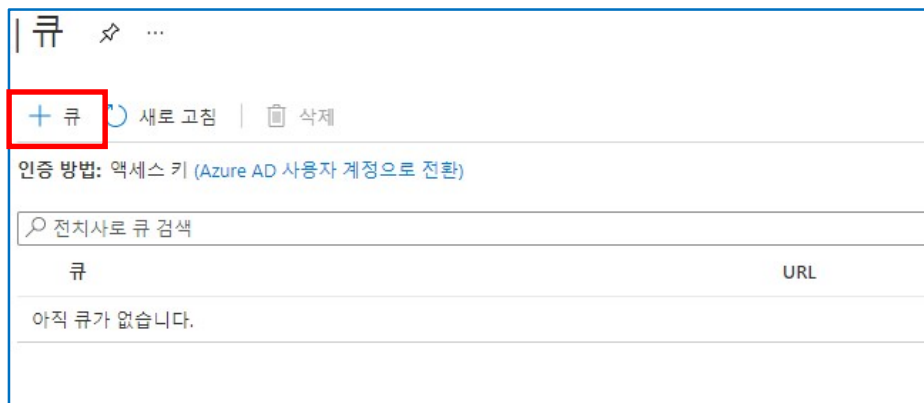 큐 ...
+ 큐 새로 고침 | 삭제
인증 방법: 액세스 키 (Azure AD 사용자 계정으로 전환)
전치사로 큐 검색
큐 URL
아직 큐가 없습니다.